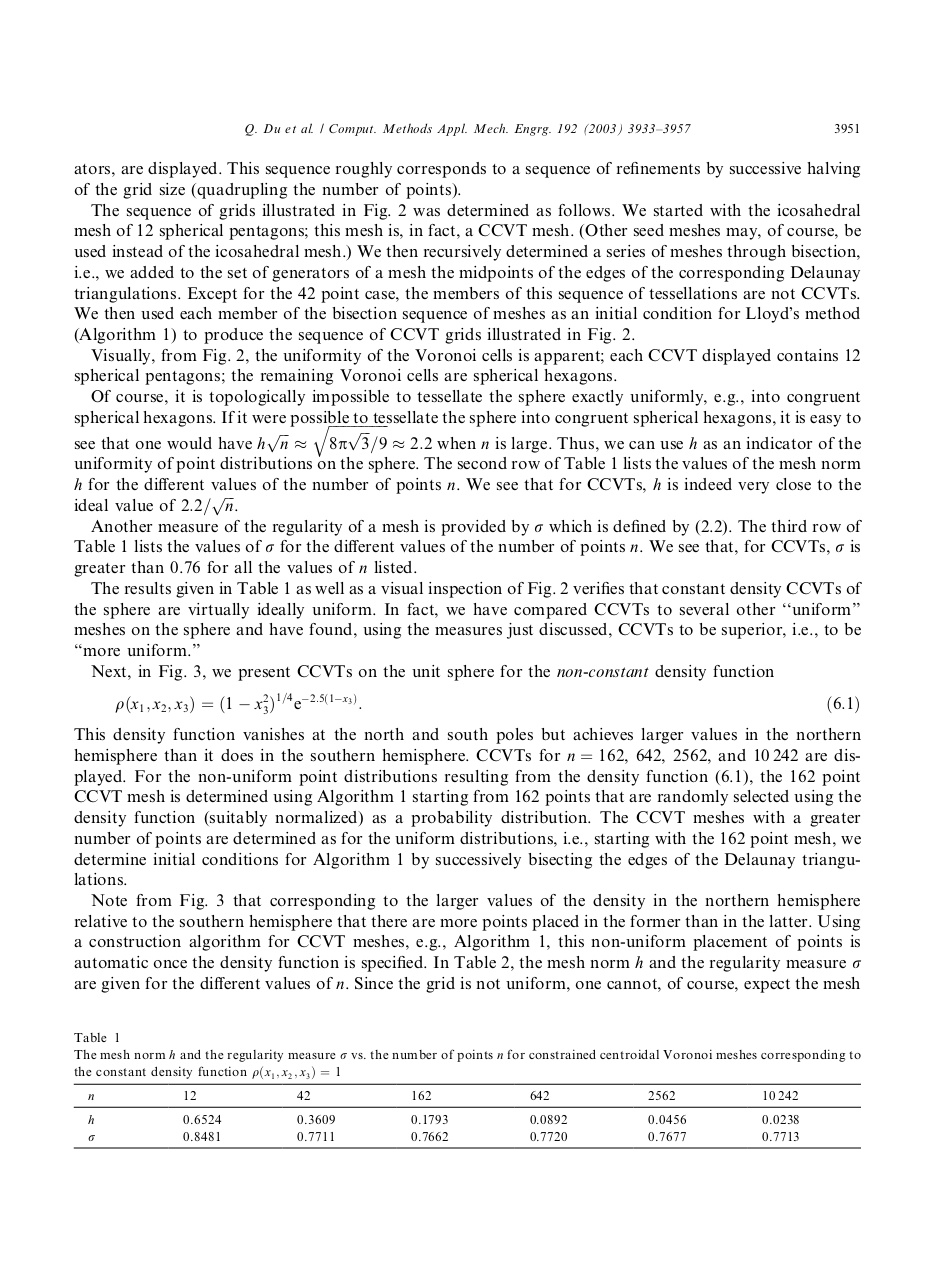 Q. Du et al. / Comput. Methods Appl. Mech. Engrg. 192 (2003) 3933–3957 3951
ators, are displayed. This sequence roughly corresponds to a sequence of refinements by successive halving
of the grid size (quadrupling the number of points).
The sequence of grids illustrated in Fig. 2 was determined as follows. We started with the icosahedral
mesh of 12 spherical pentagons; this mesh is, in fact, a CCVT mesh. (Other seed meshes may, of course, be
used instead of the icosahedral mesh.) We then recursively determined a series of meshes through bisection,
i.e., we added to the set of generators of a mesh the midpoints of the edges of the corresponding Delaunay
triangulations. Except for the 42 point case, the members of this sequence of tessellations are not CCVTs.
We then used each member of the bisection sequence of meshes as an initial condition for Lloyd's method
(Algorithm 1) to produce the sequence of CCVT grids illustrated in Fig. 2.
Visually, from Fig. 2, the uniformity of the Voronoi cells is apparent; each CCVT displayed contains 12
spherical pentagons; the remaining Voronoi cells are spherical hexagons.
Of course, it is topologically impossible to tessellate the sphere exactly uniformly, e.g., into congruent
spherical hexagons. If it were possible to tessellate the sphere into congruent spherical hexagons, it is easy to
see that one would have h√n ≈ √(8π√3/9) ≈ 2.2 when n is large. Thus, we can use h as an indicator of the
uniformity of point distributions on the sphere. The second row of Table 1 lists the values of the mesh norm
h for the different values of the number of points n. We see that for CCVTs, h is indeed very close to the
ideal value of 2.2/√n.
Another measure of the regularity of a mesh is provided by σ which is defined by (2.2). The third row of
Table 1 lists the values of σ for the different values of the number of points n. We see that, for CCVTs, σ is
greater than 0.76 for all the values of n listed.
The results given in Table 1 as well as a visual inspection of Fig. 2 verifies that constant density CCVTs of
the sphere are virtually ideally uniform. In fact, we have compared CCVTs to several other ‘‘uniform’’
meshes on the sphere and have found, using the measures just discussed, CCVTs to be superior, i.e., to be
“more uniform.”
Next, in Fig. 3, we present CCVTs on the unit sphere for the non-constant density function
ρ(x₁, x₂, x₃) = (1 − x₃²)^{1/4} e^{−2.5(1−x₃)}. (6.1)
This density function vanishes at the north and south poles but achieves larger values in the northern
hemisphere than it does in the southern hemisphere. CCVTs for n = 162, 642, 2562, and 10 242 are dis-
played. For the non-uniform point distributions resulting from the density function (6.1), the 162 point
CCVT mesh is determined using Algorithm 1 starting from 162 points that are randomly selected using the
density function (suitably normalized) as a probability distribution. The CCVT meshes with a greater
number of points are determined as for the uniform distributions, i.e., starting with the 162 point mesh, we
determine initial conditions for Algorithm 1 by successively bisecting the edges of the Delaunay triangu-
lations.
Note from Fig. 3 that corresponding to the larger values of the density in the northern hemisphere
relative to the southern hemisphere that there are more points placed in the former than in the latter. Using
a construction algorithm for CCVT meshes, e.g., Algorithm 1, this non-uniform placement of points is
automatic once the density function is specified. In Table 2, the mesh norm h and the regularity measure σ
are given for the different values of n. Since the grid is not uniform, one cannot, of course, expect the mesh
Table 1
The mesh norm h and the regularity measure σ vs. the number of points n for constrained centroidal Voronoi meshes corresponding to
the constant density function ρ(x₁, x₂, x₃) = 1
n 12 42 162 642 2562 10 242
h 0.6524 0.3609 0.1793 0.0892 0.0456 0.0238
σ 0.8481 0.7711 0.7662 0.7720 0.7677 0.7713